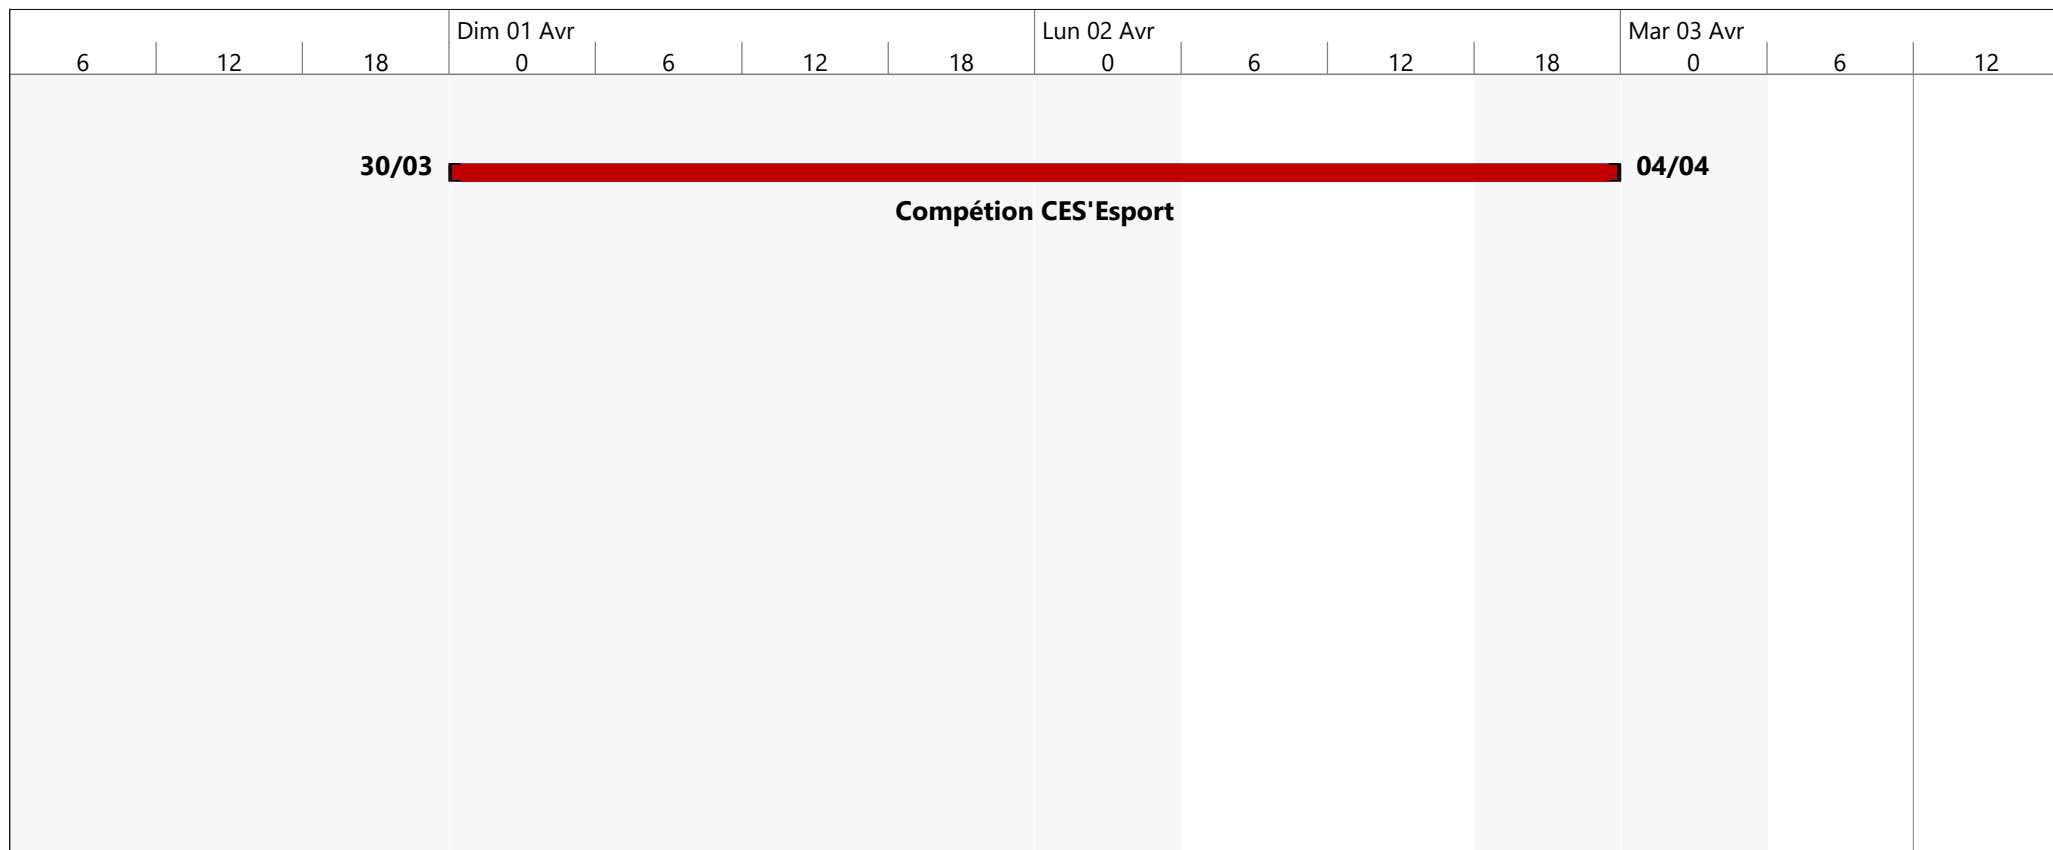 Dim 01 Avr Lun 02 Avr Mar 03 Avr
6 12 18 0 6 12 18 0 6 12 18 0 6 12
30/03 04/04
Compétion CES'Esport